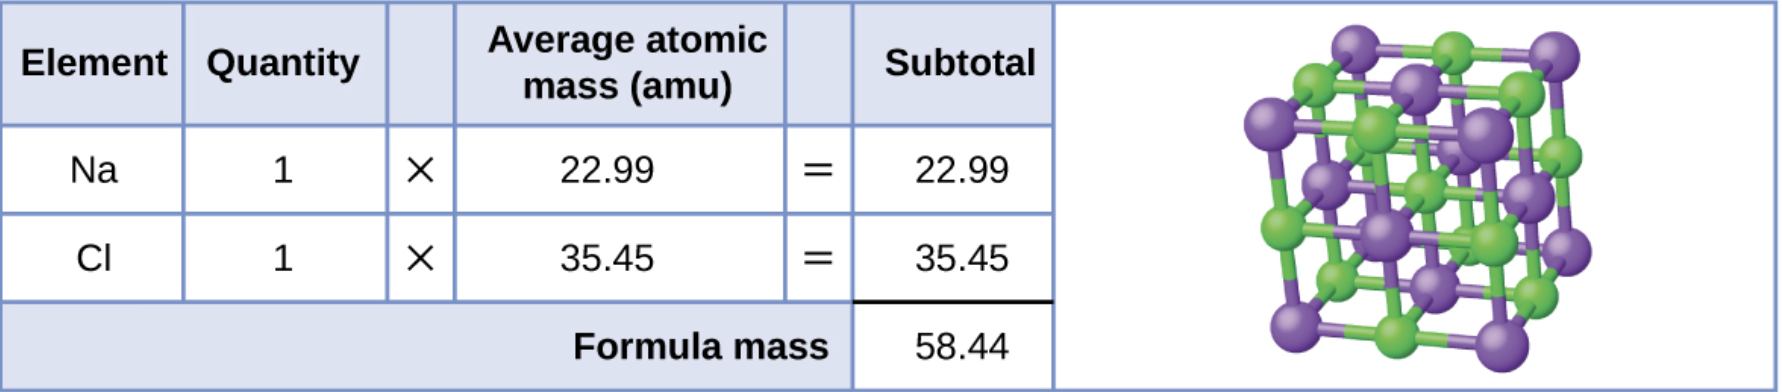 Element Quantity Average atomic mass (amu) Subtotal
Na 1 × 22.99 = 22.99
Cl 1 × 35.45 = 35.45
Formula mass 58.44